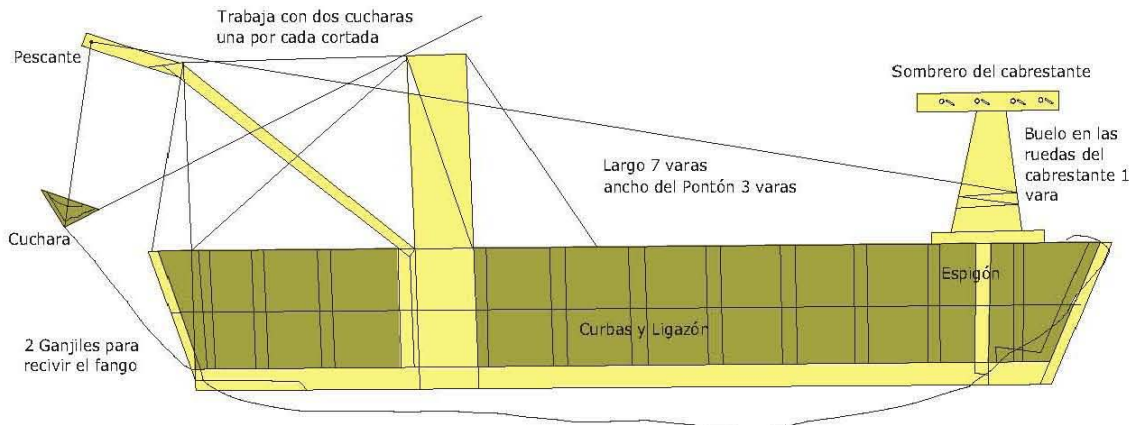 Trabaja con dos cucharas
una por cada cortada
Pescante
Sombrero del cabrestante
Buelo en las
ruedas del
cabrestante 1
vara
Largo 7 varas
ancho del Pontón 3 varas
Cuchara
Espigón
Curbas y Ligazón
2 Ganjiles para
recivir el fango